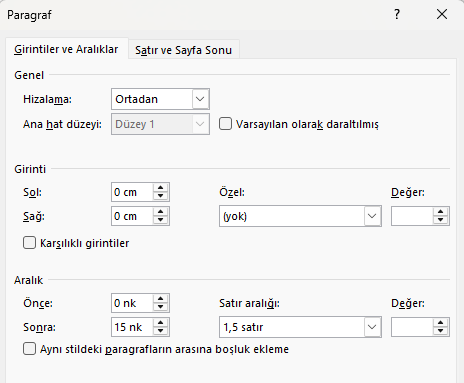 Paragraf
Girintiler ve Aralıklar Satır ve Sayfa Sonu
Genel
Hizalama: Ortadan
Ana hat düzeyi: Düzey 1 Varsayılan olarak daraltılmış
Girinti
Sol: 0 cm Özel: Değer:
Sağ: 0 cm (yok)
Karşılıklı girintiler
Aralık
Önce: 0 nk Satır aralığı: Değer:
Sonra: 15 nk 1,5 satır
Aynı stildeki paragrafların arasına boşluk ekleme